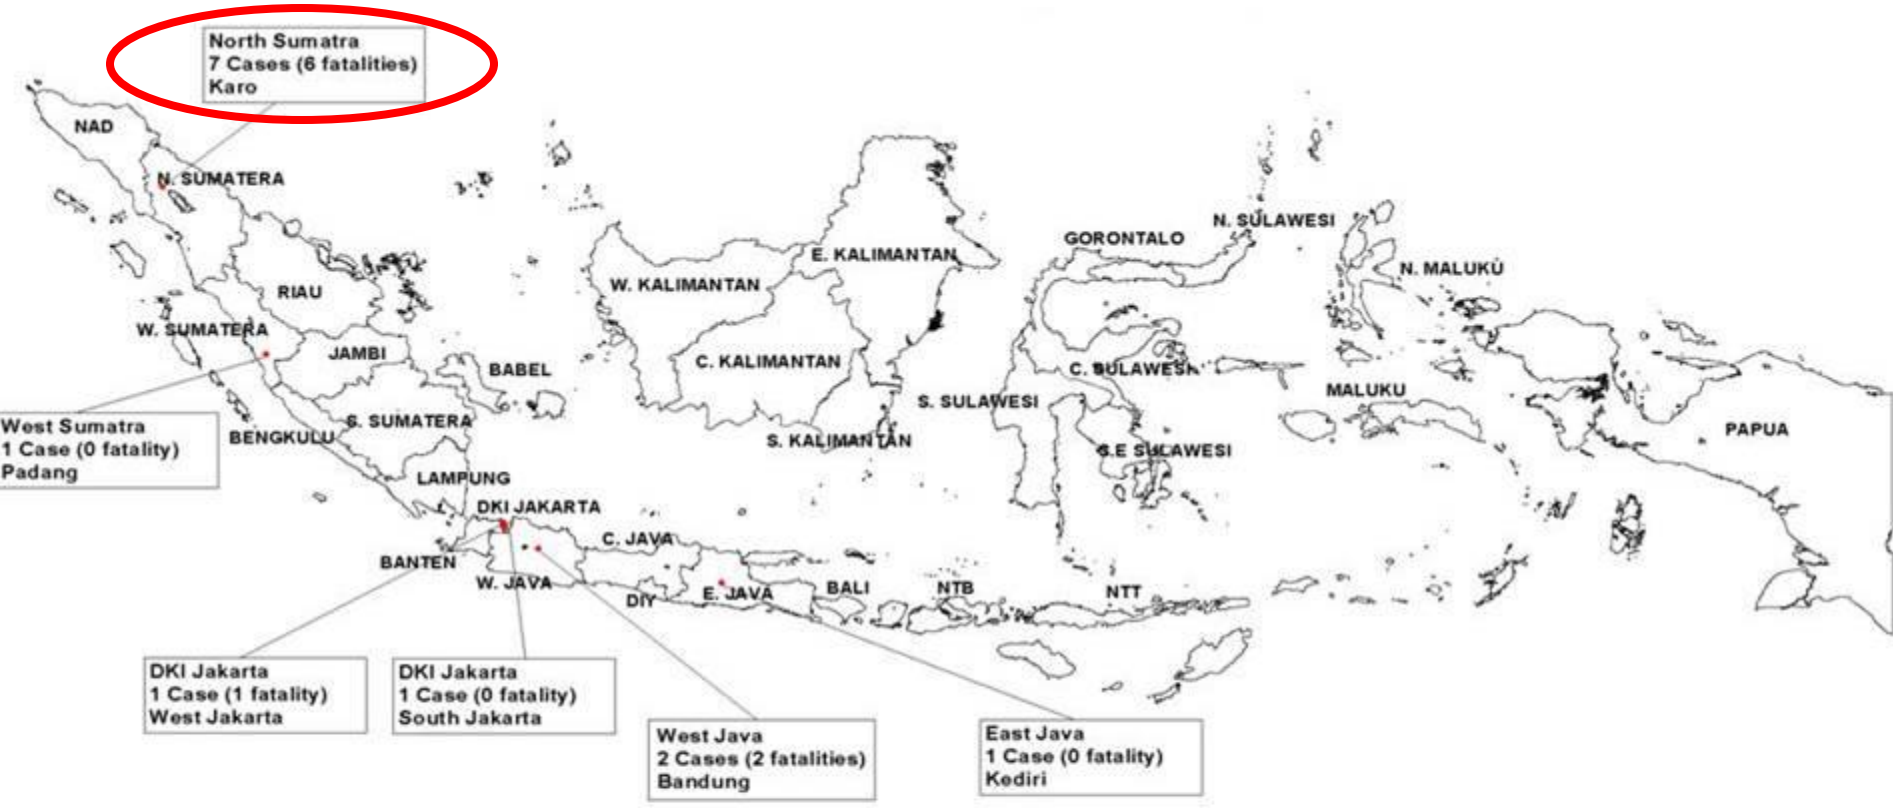 North Sumatra
7 Cases (6 fatalities)
Karo
NAD
N. SUMATERA
N. SULAWESI
GORONTALO
E. KALIMANTAN
N. MALUKU
W. KALIMANTAN
RIAU
W. SUMATERA
JAMBI
C. KALIMANTAN
BABEL
C. SULAWESI
MALUKU
S. SULAWESI
S. SUMATERA
BENGKULU
S. KALIMANTAN
PAPUA
S.E SULAWESI
West Sumatra
1 Case (0 fatality)
Padang
LAMPUNG
DKI JAKARTA
C. JAVA
BANTEN
W. JAVA
DIY
E. JAVA
BALI
NTB
NTT
DKI Jakarta
1 Case (1 fatality)
West Jakarta
DKI Jakarta
1 Case (0 fatality)
South Jakarta
West Java
2 Cases (2 fatalities)
Bandung
East Java
1 Case (0 fatality)
Kediri